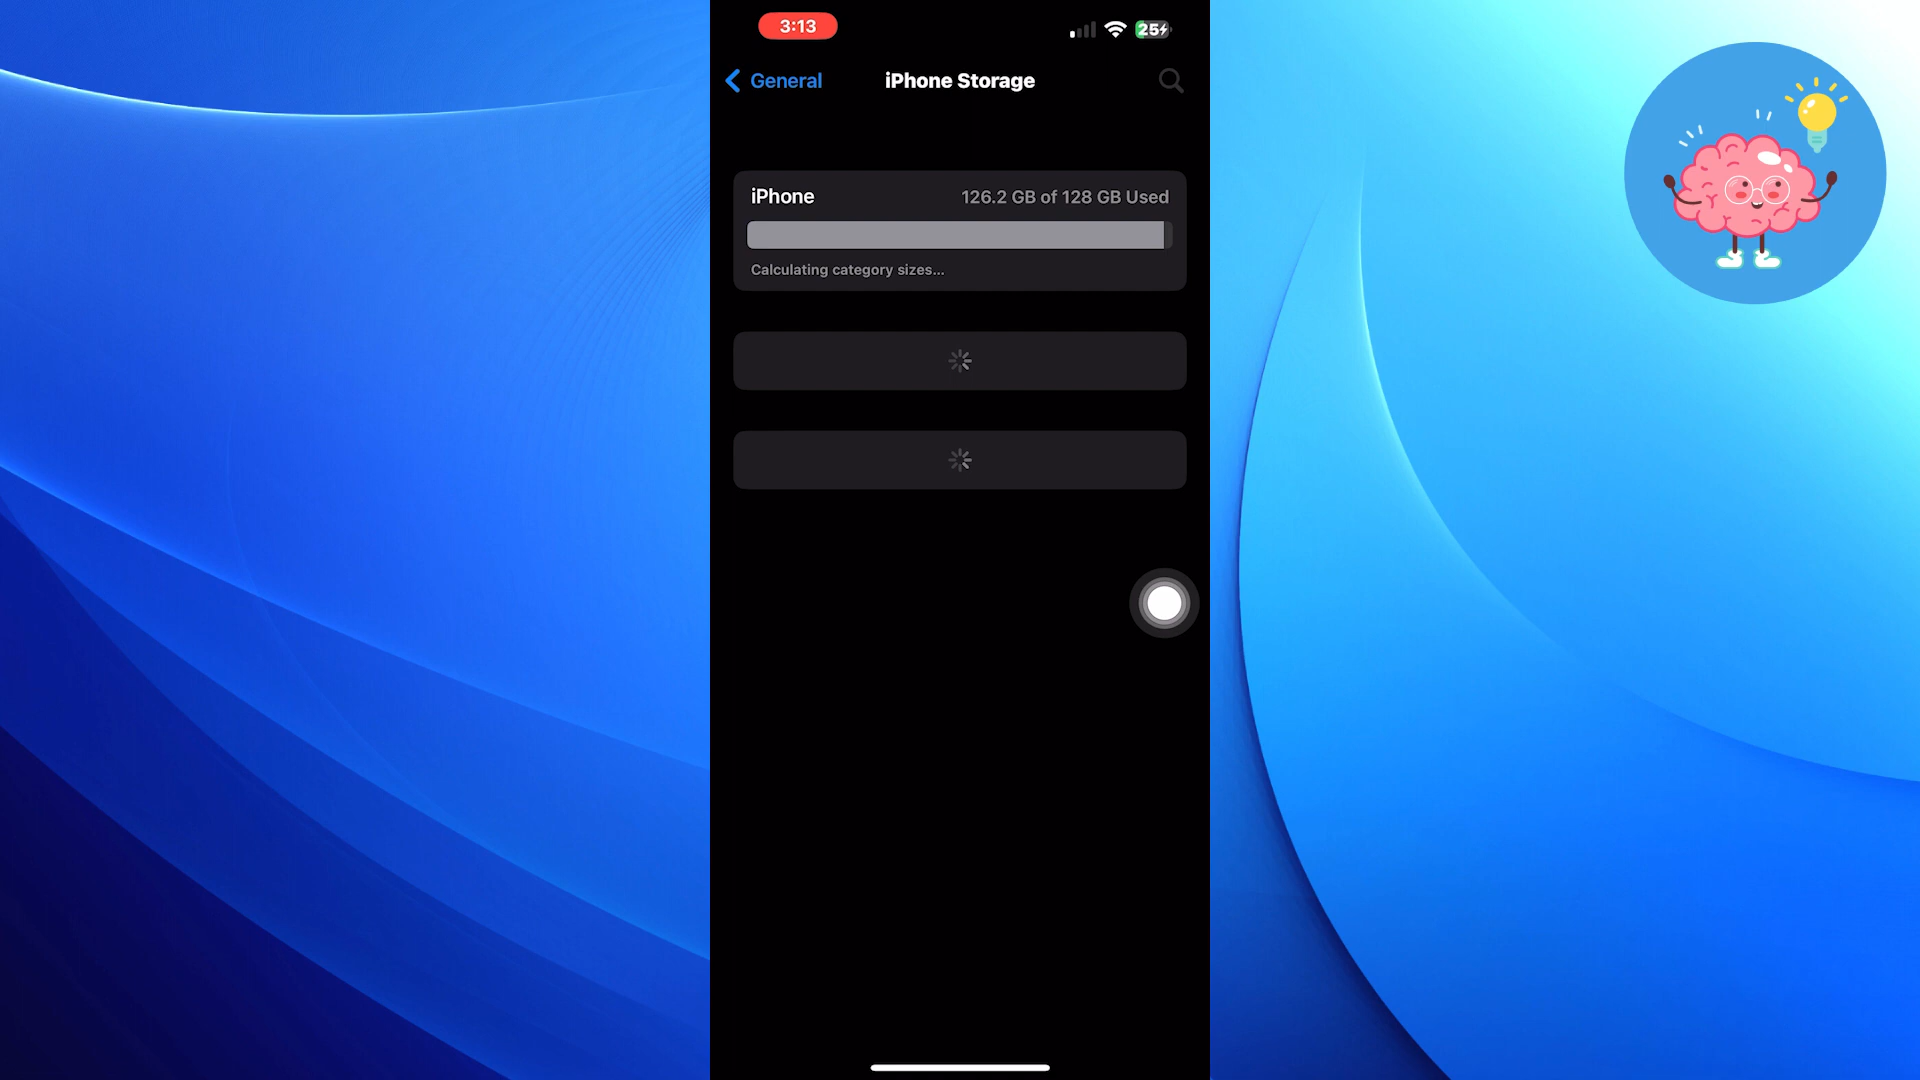 3:13
25
General
iPhone Storage
iPhone
126.2 GB of 128 GB Used
Calculating category sizes...